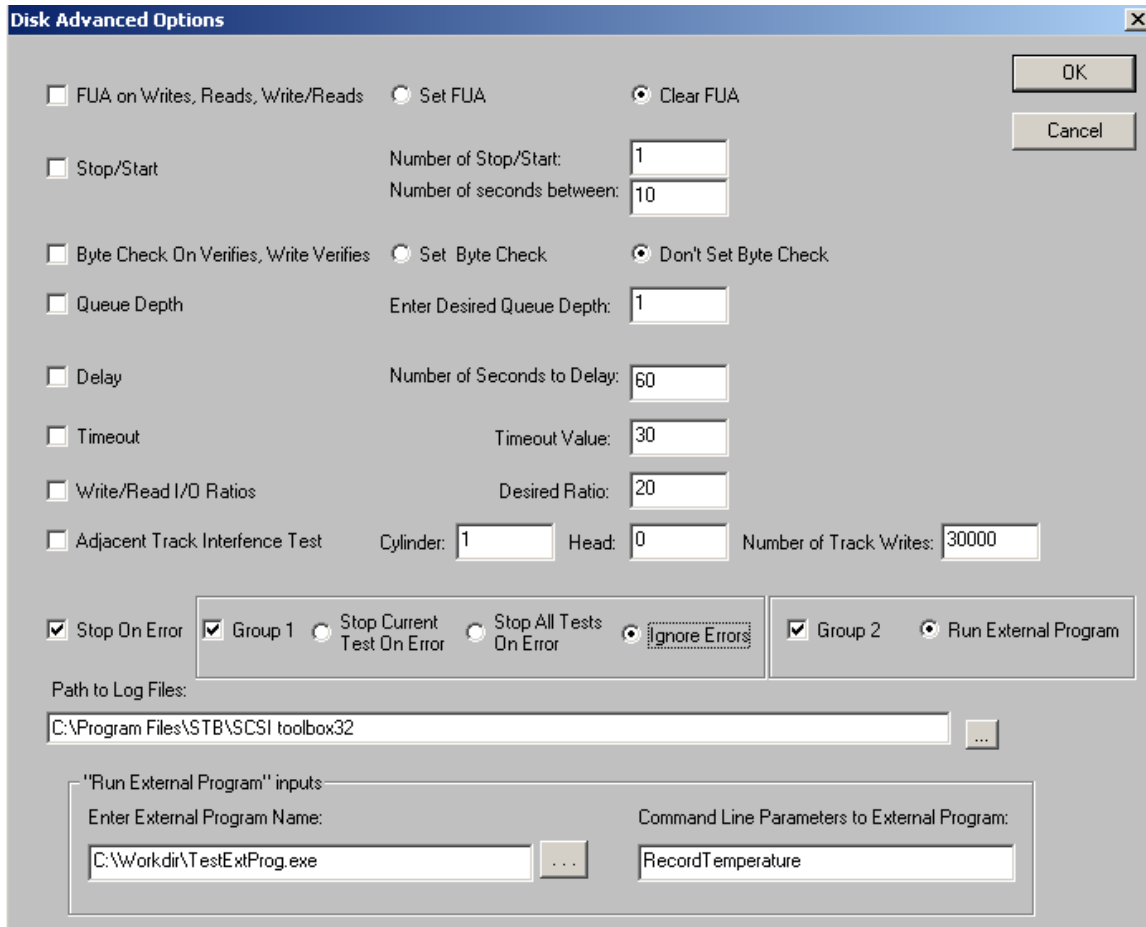 Disk Advanced Options
OK
FUA on Writes, Reads, Write/Reads Set FUA Clear FUA
Cancel
Stop/Start Number of Stop/Start: 1
Number of seconds between: 10
Byte Check On Verifies, Write Verifies Set Byte Check Don't Set Byte Check
Queue Depth Enter Desired Queue Depth: 1
Delay Number of Seconds to Delay: 60
Timeout Timeout Value: 30
Write/Read I/O Ratios Desired Ratio: 20
Adjacent Track Interfence Test Cylinder: 1 Head: 0 Number of Track Writes: 30000
Stop On Error Group 1 Stop Current Test On Error Stop All Tests On Error Ignore Errors Group 2 Run External Program
Path to Log Files:
C:\Program Files\STB\SCSI toolbox32 ...
"Run External Program" inputs
Enter External Program Name: Command Line Parameters to External Program:
C:\Workdir\TestExtProg.exe ... RecordTemperature